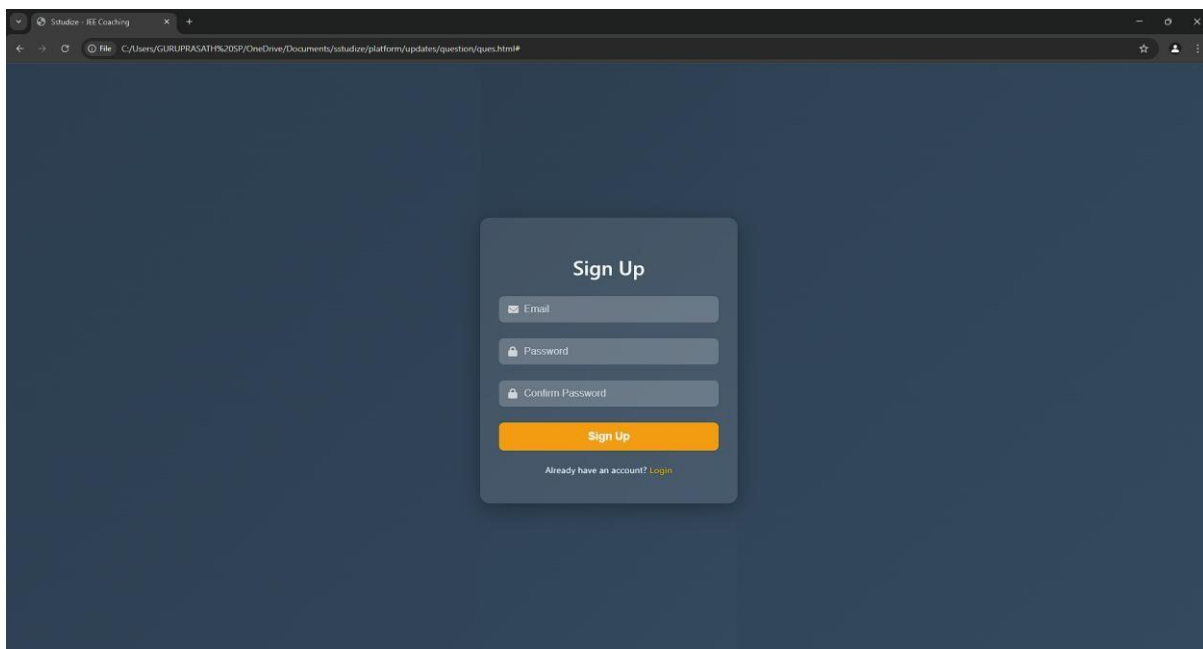 Sstudize - JEE Coaching
File C:/Users/GURUPRASATH%20SP/OneDrive/Documents/sstudize/platform/updates/question/ques.html#
Sign Up
Email
Password
Confirm Password
Sign Up
Already have an account? Login